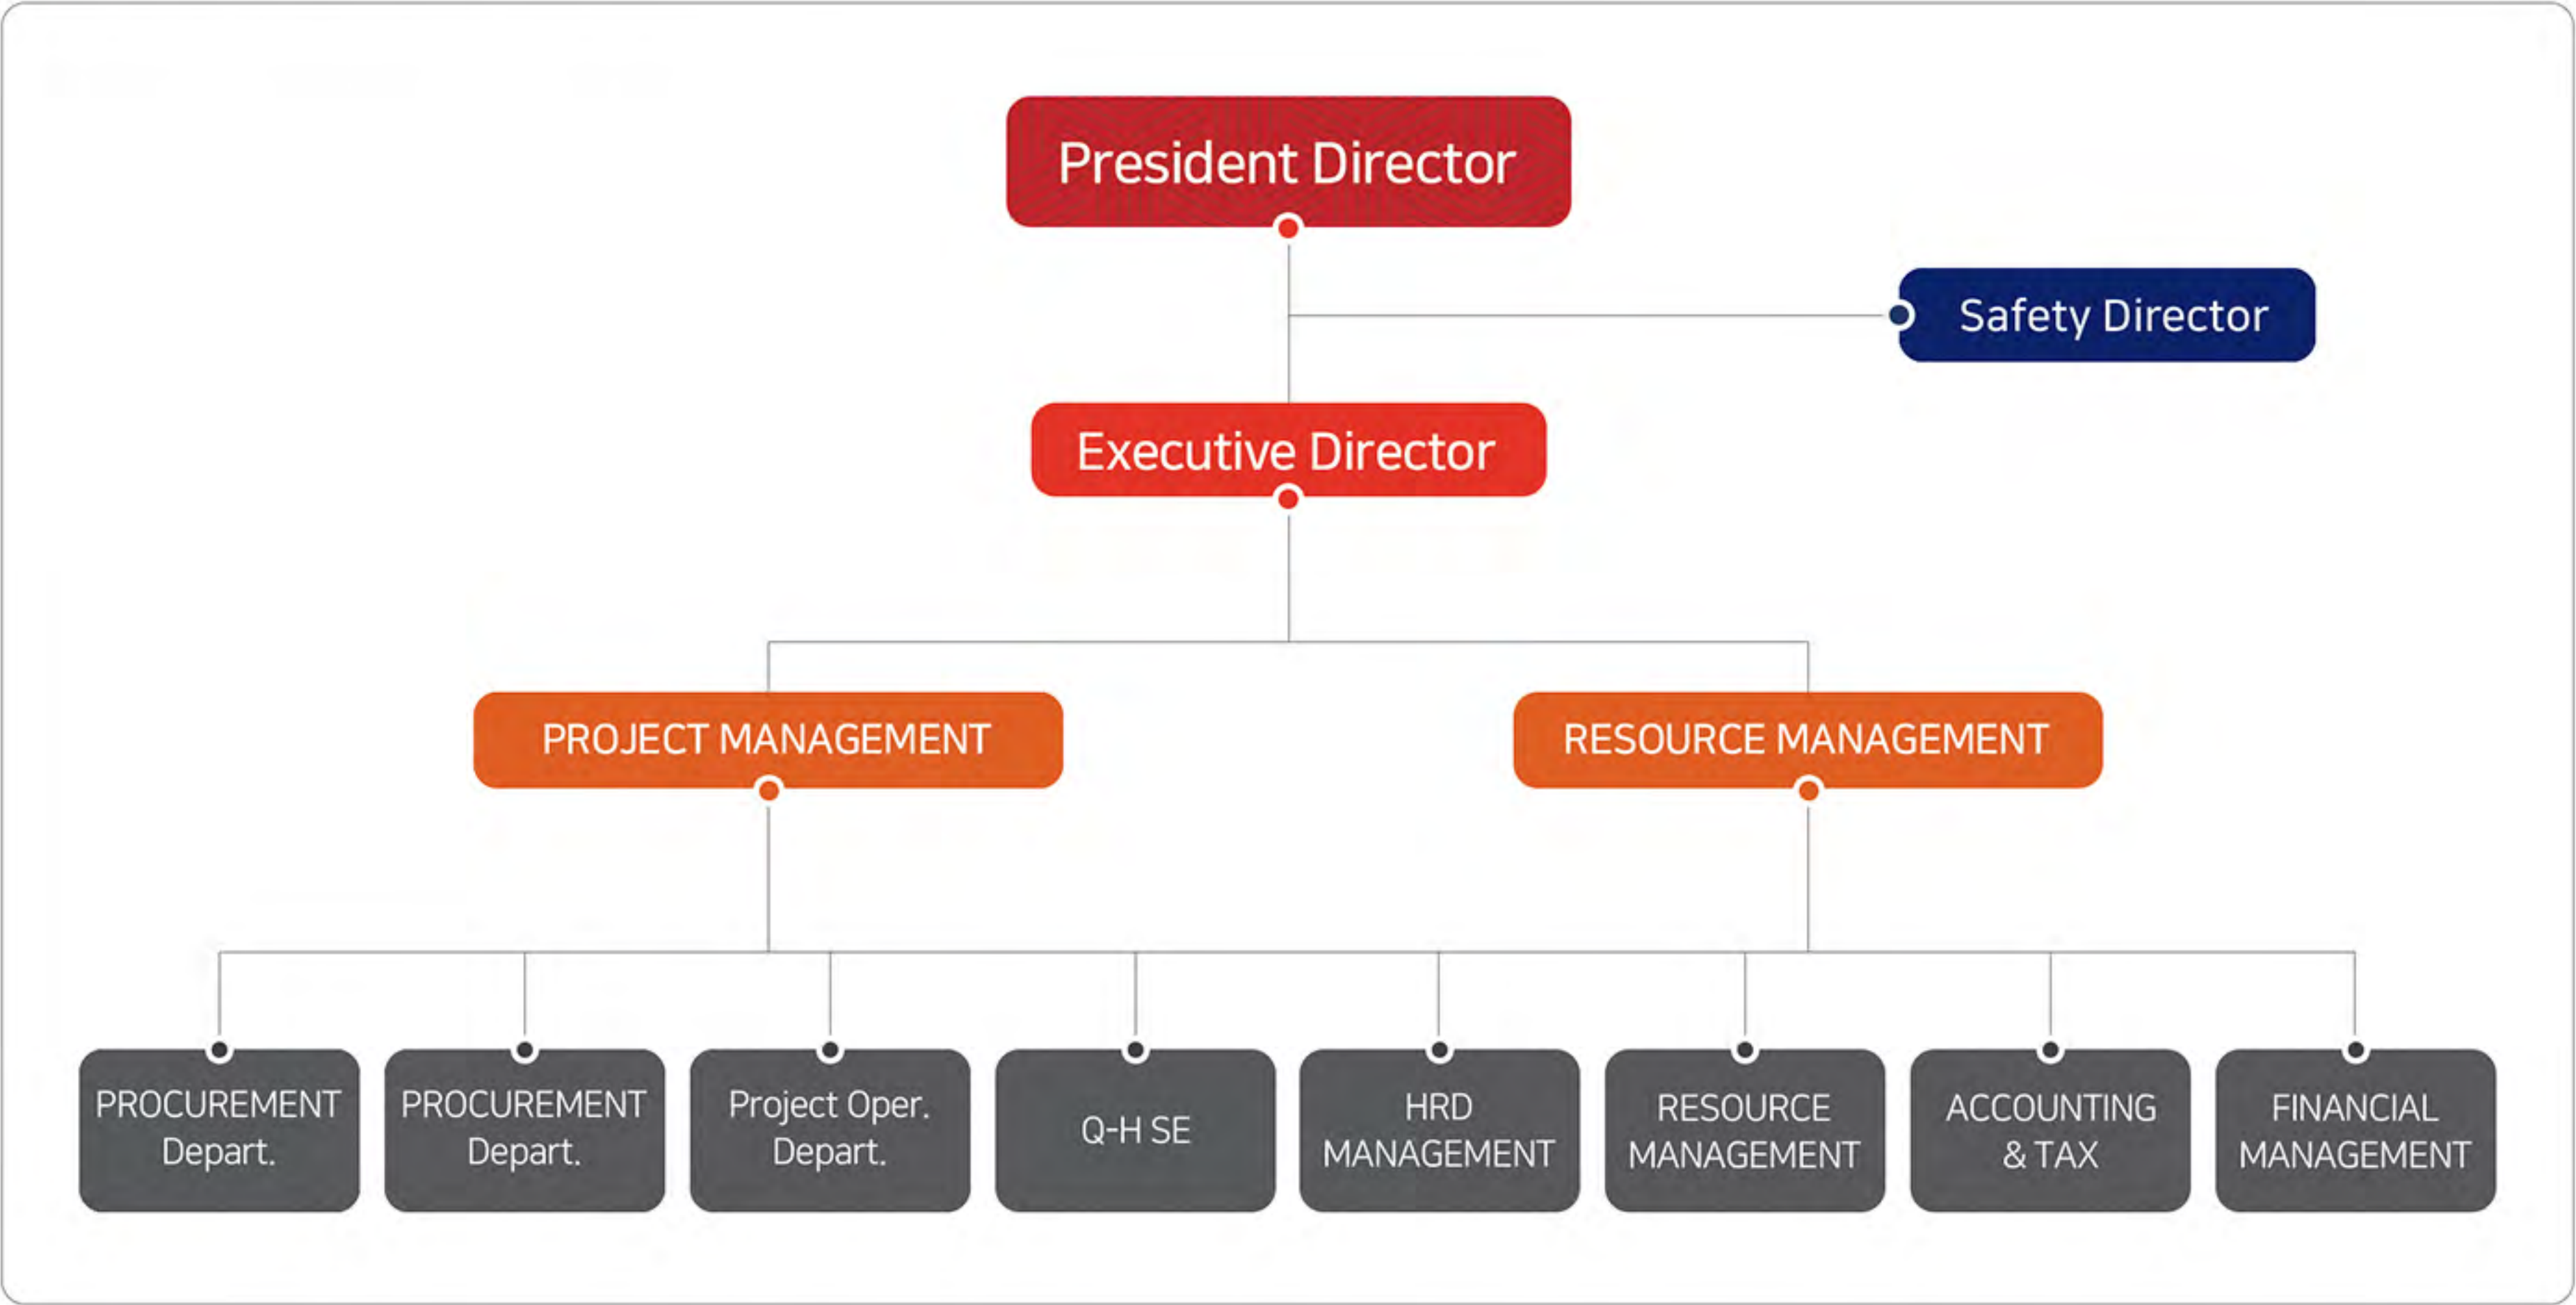 President Director
Safety Director
Executive Director
PROJECT MANAGEMENT
RESOURCE MANAGEMENT
PROCUREMENT
Depart.
PROCUREMENT
Depart.
Project Oper.
Depart.
Q-H SE
HRD
MANAGEMENT
RESOURCE
MANAGEMENT
ACCOUNTING
& TAX
FINANCIAL
MANAGEMENT